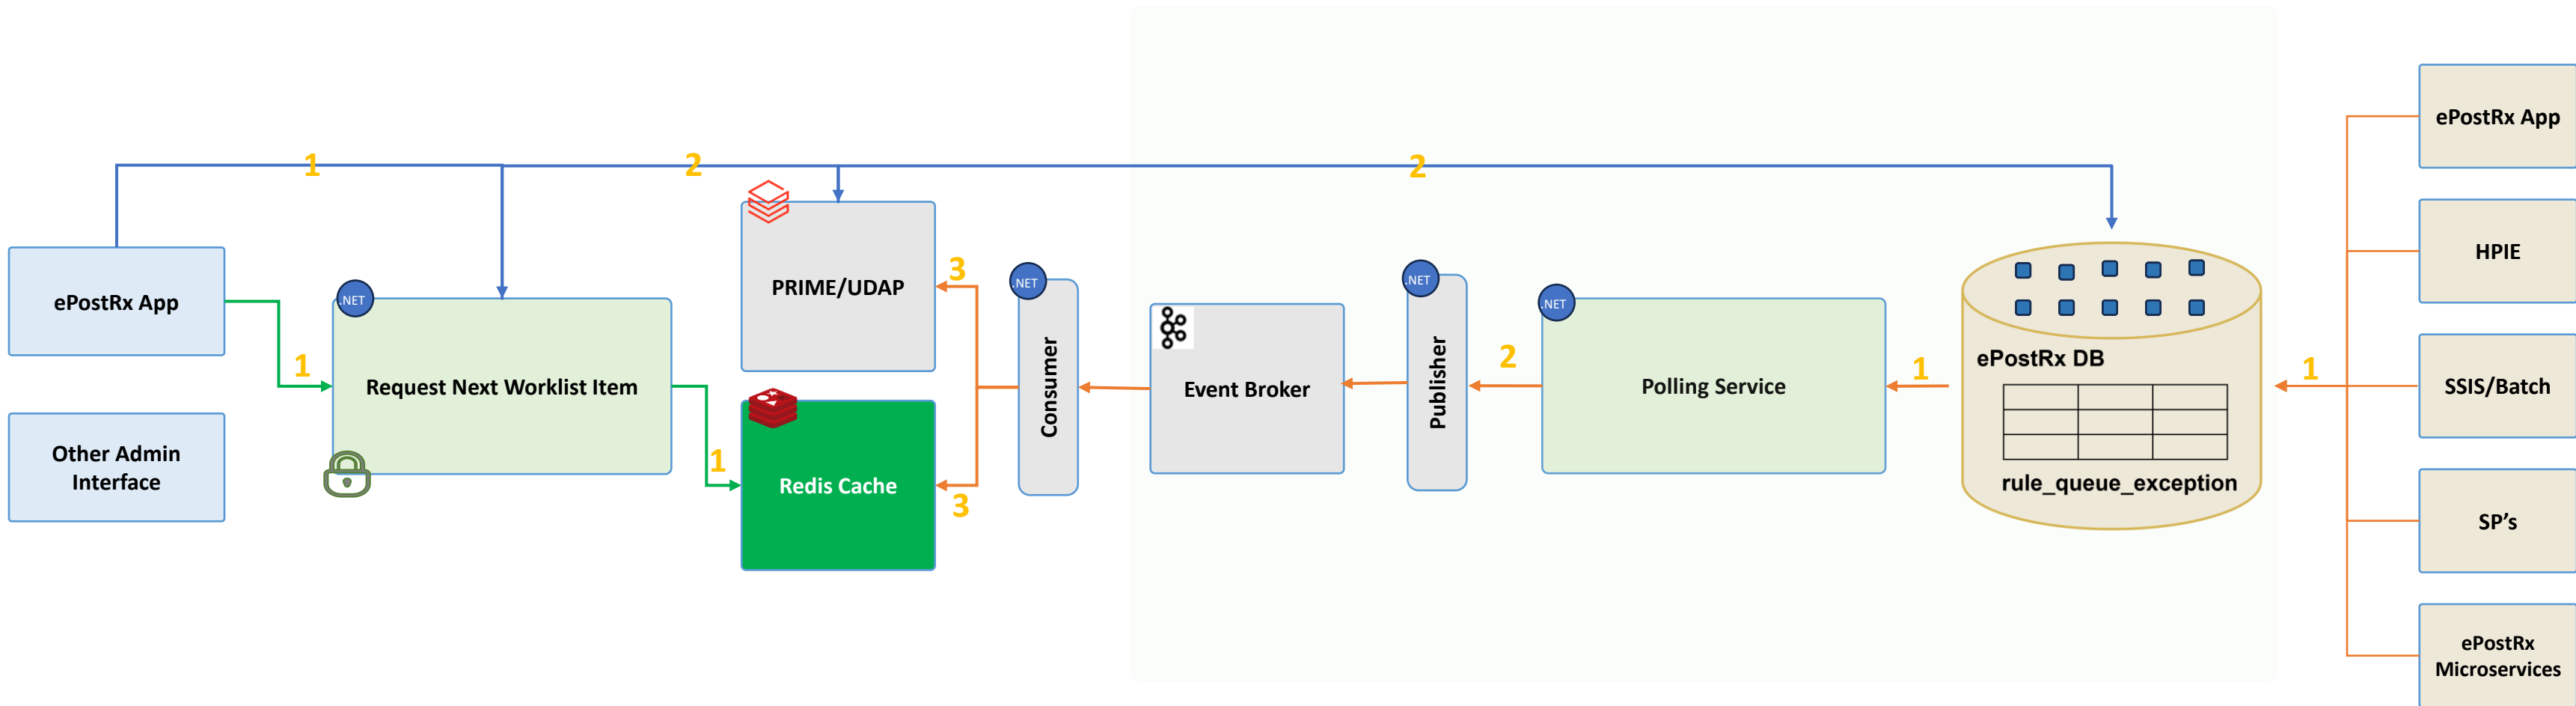 1
2
2
ePostRx App
ePostRx App
.NET
Request Next Worklist Item
1
Other Admin
Interface
PRIME/UDAP
3
1
Redis Cache
3
.NET
Consumer
Event Broker
.NET
Publisher
2
.NET
Polling Service
1
ePostRx DB
rule_queue_exception
1
HPIE
SSIS/Batch
SP's
ePostRx
Microservices